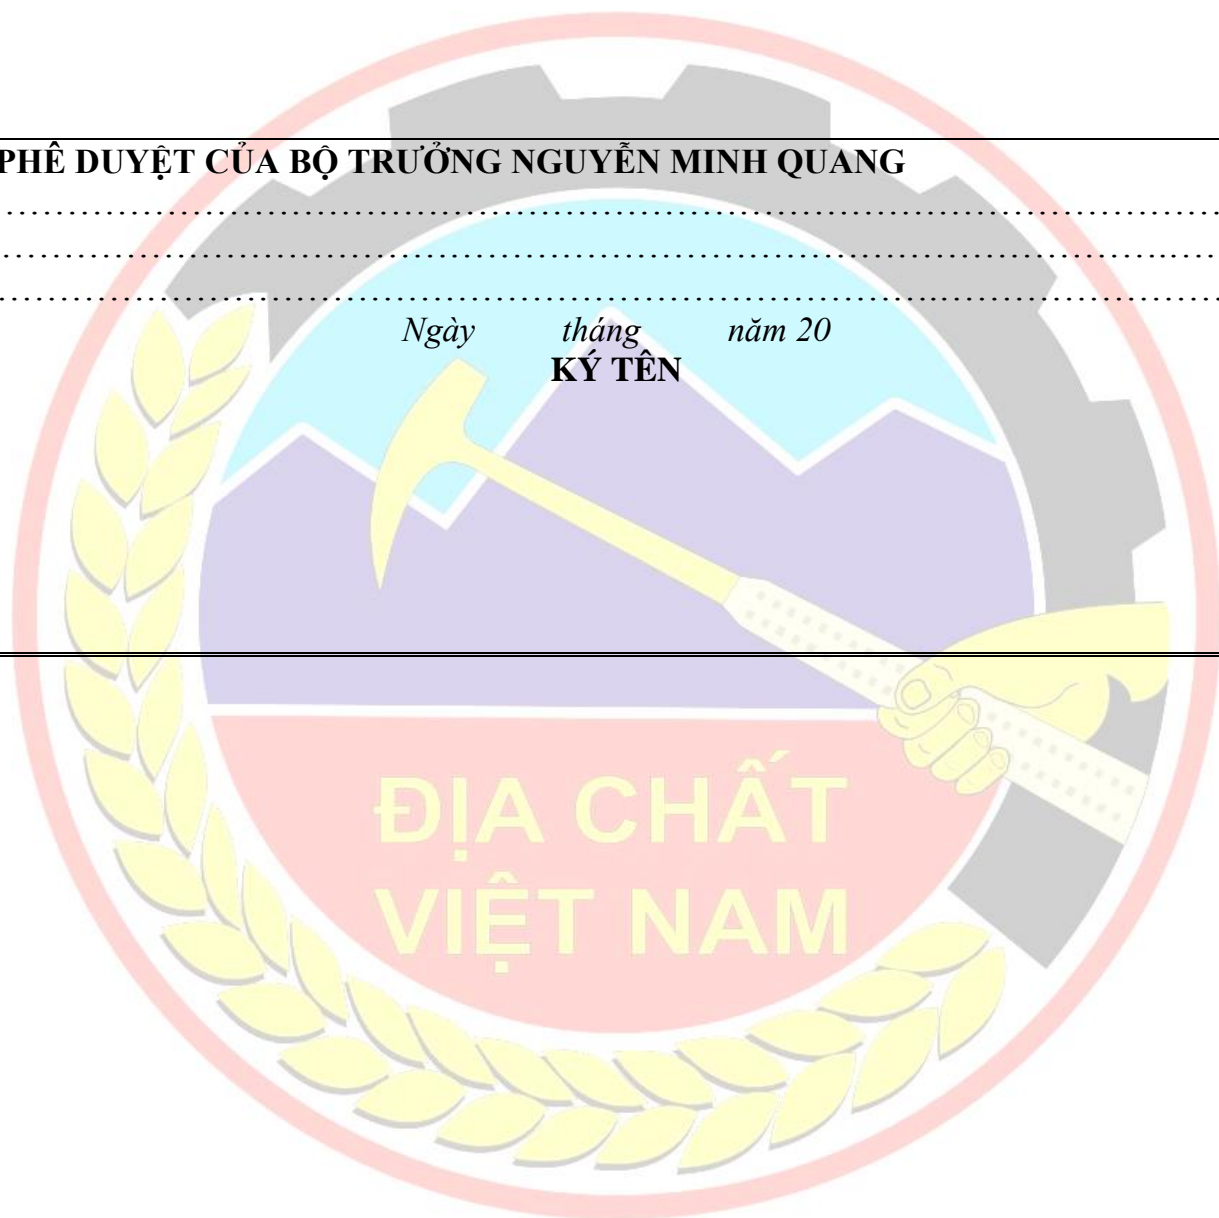 PHÊ DUYỆT CỦA BỘ TRƯỞNG NGUYỄN MINH QUANG
……………………………………………………………………………………
……………………………………………………………………………….….
……………………………………………………………………………………
Ngày tháng năm 20
KÝ TÊN
ĐỊA CHẤT
VIỆT NAM